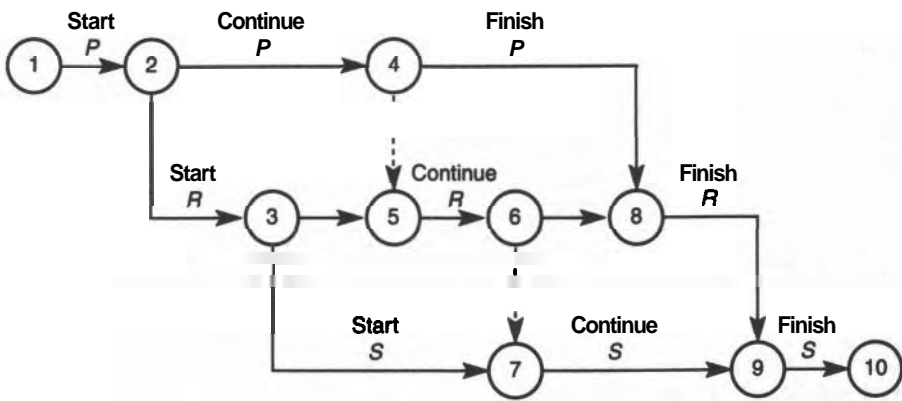 Start
P
Continue
P
Finish
P
1
2
4
Start
R
Continue
R
Finish
R
3
5
6
8
Start
S
Continue
S
Finish
S
7
9
10